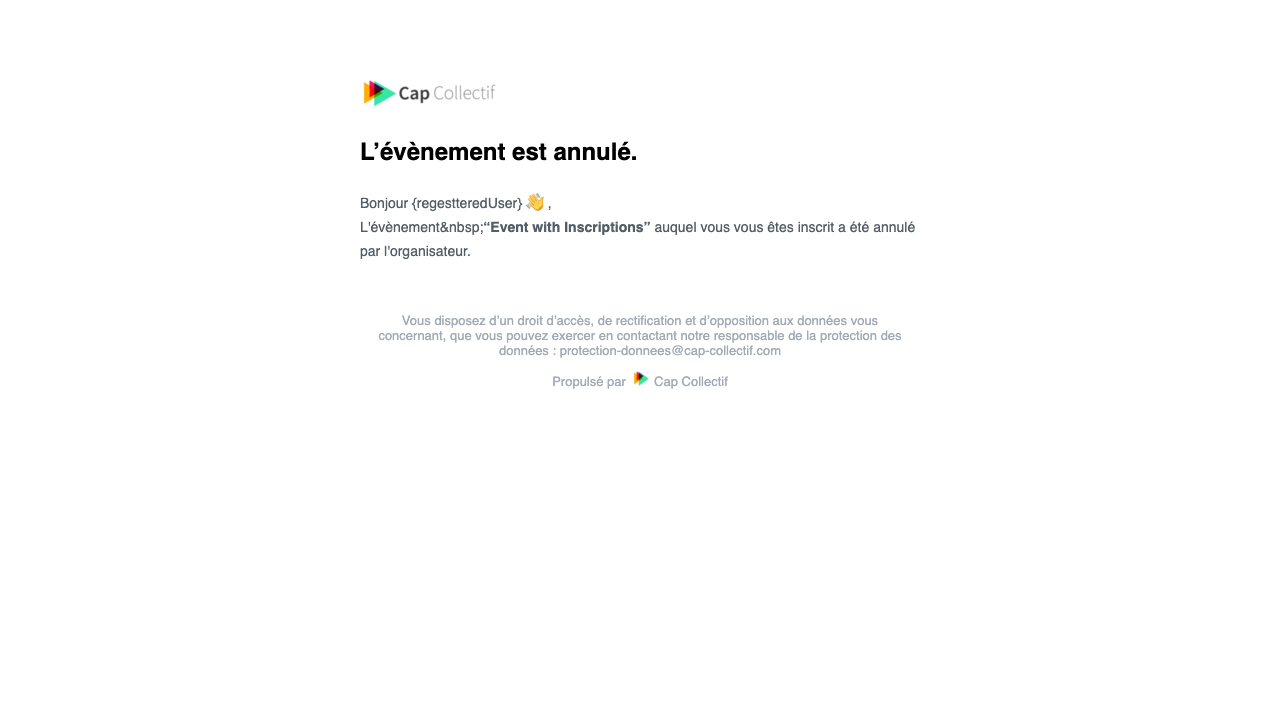 Cap Collectif
L’évènement est annulé.
Bonjour {regestteredUser} 👋 ,
L'évènement&nbsp;“Event with Inscriptions” auquel vous vous êtes inscrit a été annulé
par l'organisateur.
Vous disposez d’un droit d’accès, de rectification et d’opposition aux données vous
concernant, que vous pouvez exercer en contactant notre responsable de la protection des
données : protection-donnees@cap-collectif.com
Propulsé par Cap Collectif